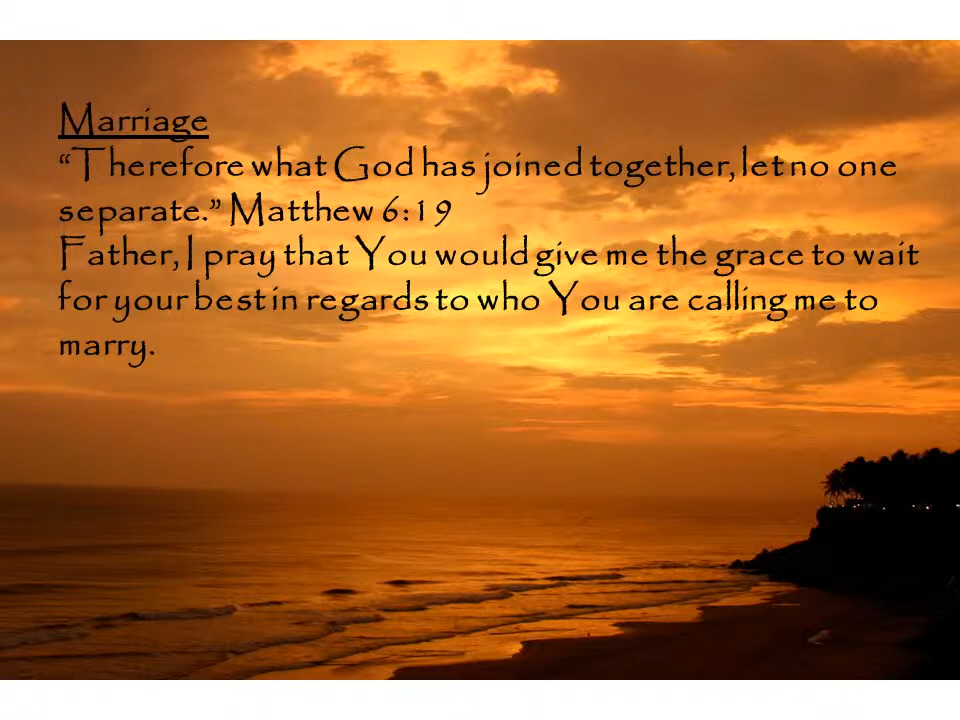 Marriage
“Therefore what God has joined together, let no one
separate.” Matthew 6:19
Father, I pray that You would give me the grace to wait
for your best in regards to who You are calling me to
marry.